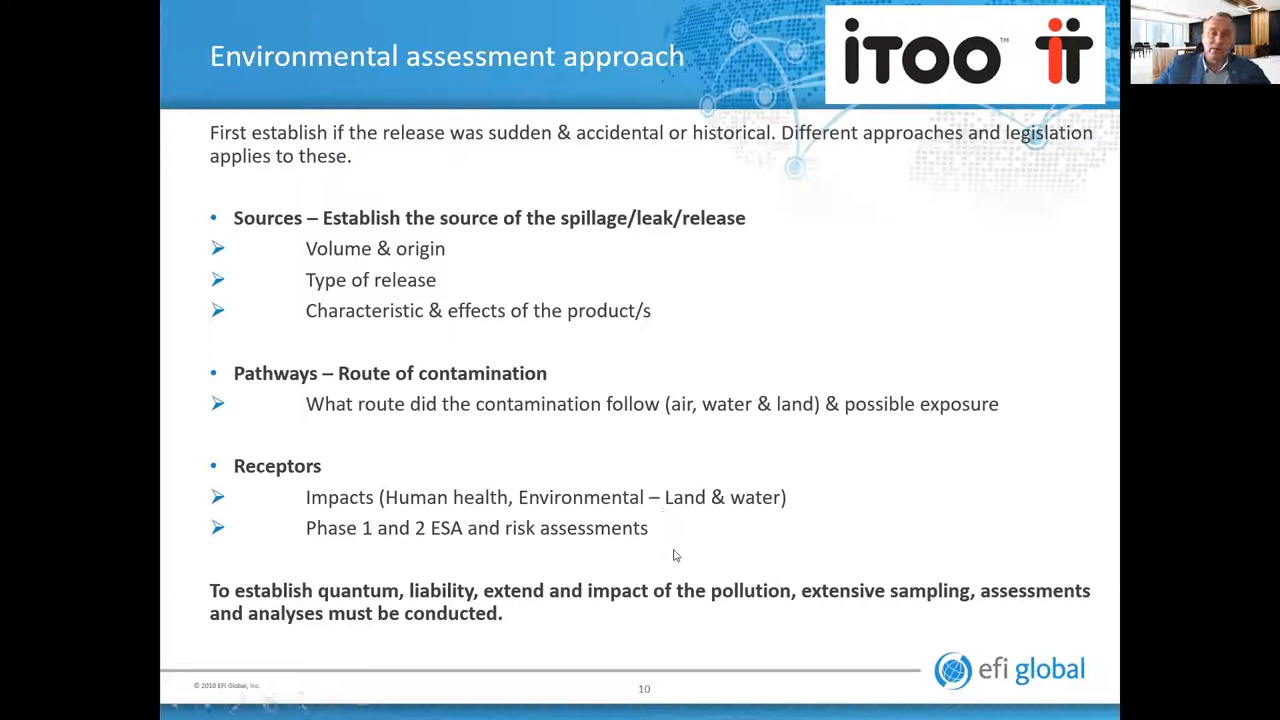 Environmental assessment approach
iTOO™ iT
First establish if the release was sudden & accidental or historical. Different approaches and legislation
applies to these.
• Sources – Establish the source of the spillage/leak/release
➢ Volume & origin
➢ Type of release
➢ Characteristic & effects of the product/s
• Pathways – Route of contamination
➢ What route did the contamination follow (air, water & land) & possible exposure
• Receptors
➢ Impacts (Human health, Environmental – Land & water)
➢ Phase 1 and 2 ESA and risk assessments
To establish quantum, liability, extend and impact of the pollution, extensive sampling, assessments
and analyses must be conducted.
efi global
© 2018 EFI Global, Inc.
10